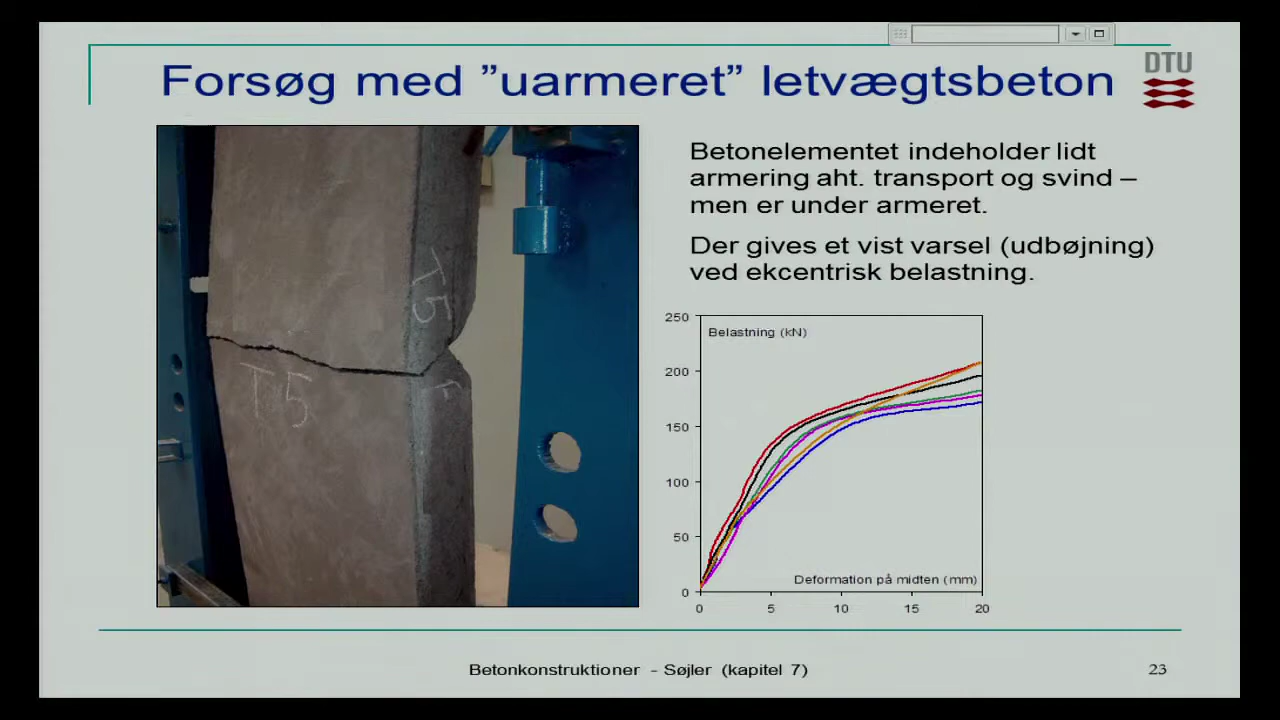 Forsøg med ”uarmeret” letvægtsbeton
DTU
Betonelementet indeholder lidt
armering aht. transport og svind –
men er under armeret.
Der gives et vist varsel (udbøjning)
ved ekcentrisk belastning.
T5
T5
250
Belastning (kN)
200
150
100
50
0
Deformation på midten (mm)
0 5 10 15 20
Betonkonstruktioner - Søjler (kapitel 7)
23